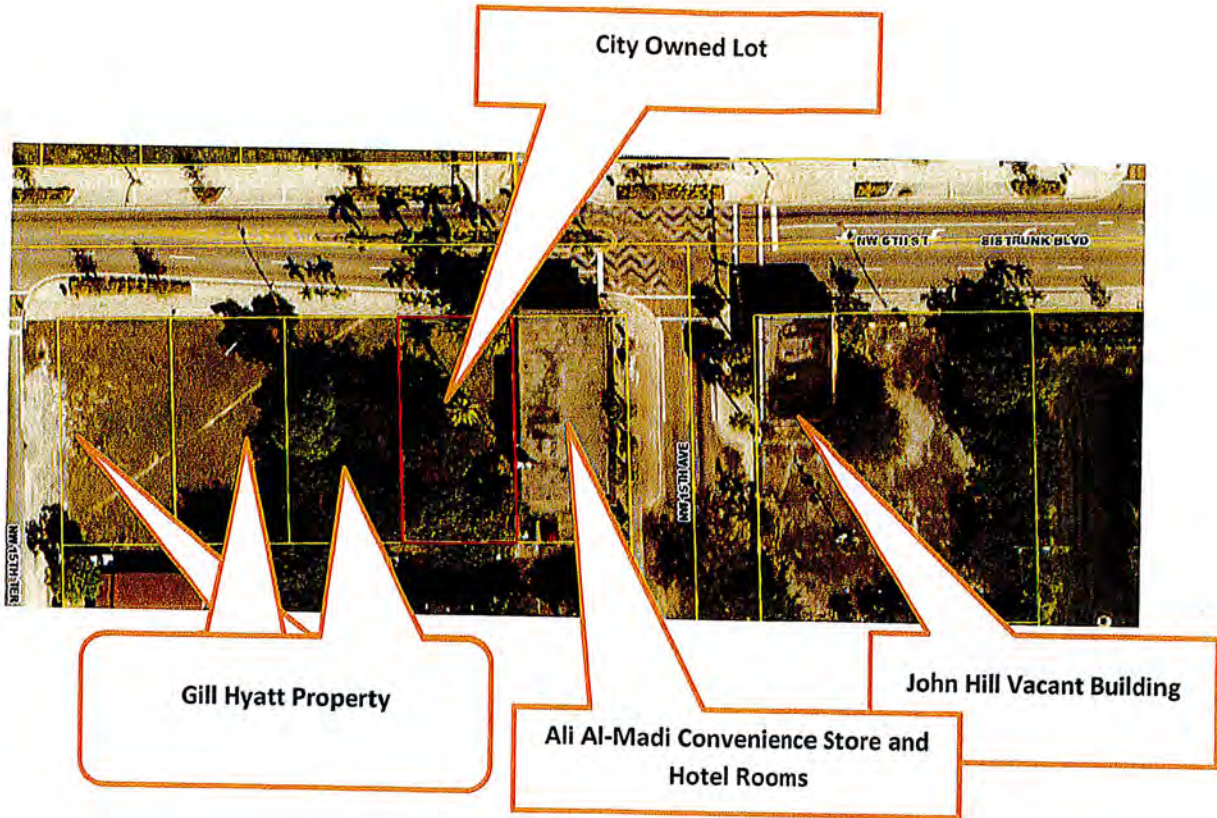 City Owned Lot
NW 6TH ST
SISTRUNK BLVD
NW 15TH AVE
NW 15TH TER
Gill Hyatt Property
John Hill Vacant Building
Ali Al-Madi Convenience Store and
Hotel Rooms